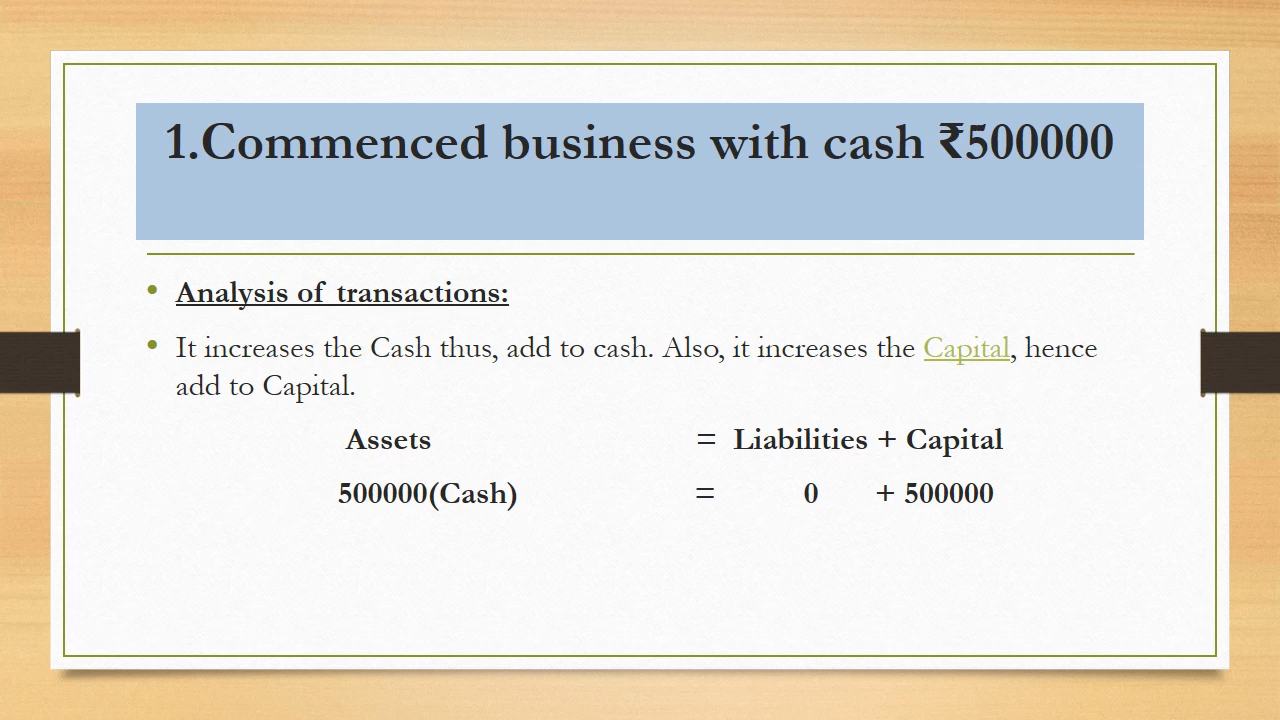 1.Commenced business with cash ₹500000
• Analysis of transactions:
• It increases the Cash thus, add to cash. Also, it increases the Capital, hence
add to Capital.
Assets = Liabilities + Capital
500000(Cash) = 0 + 500000